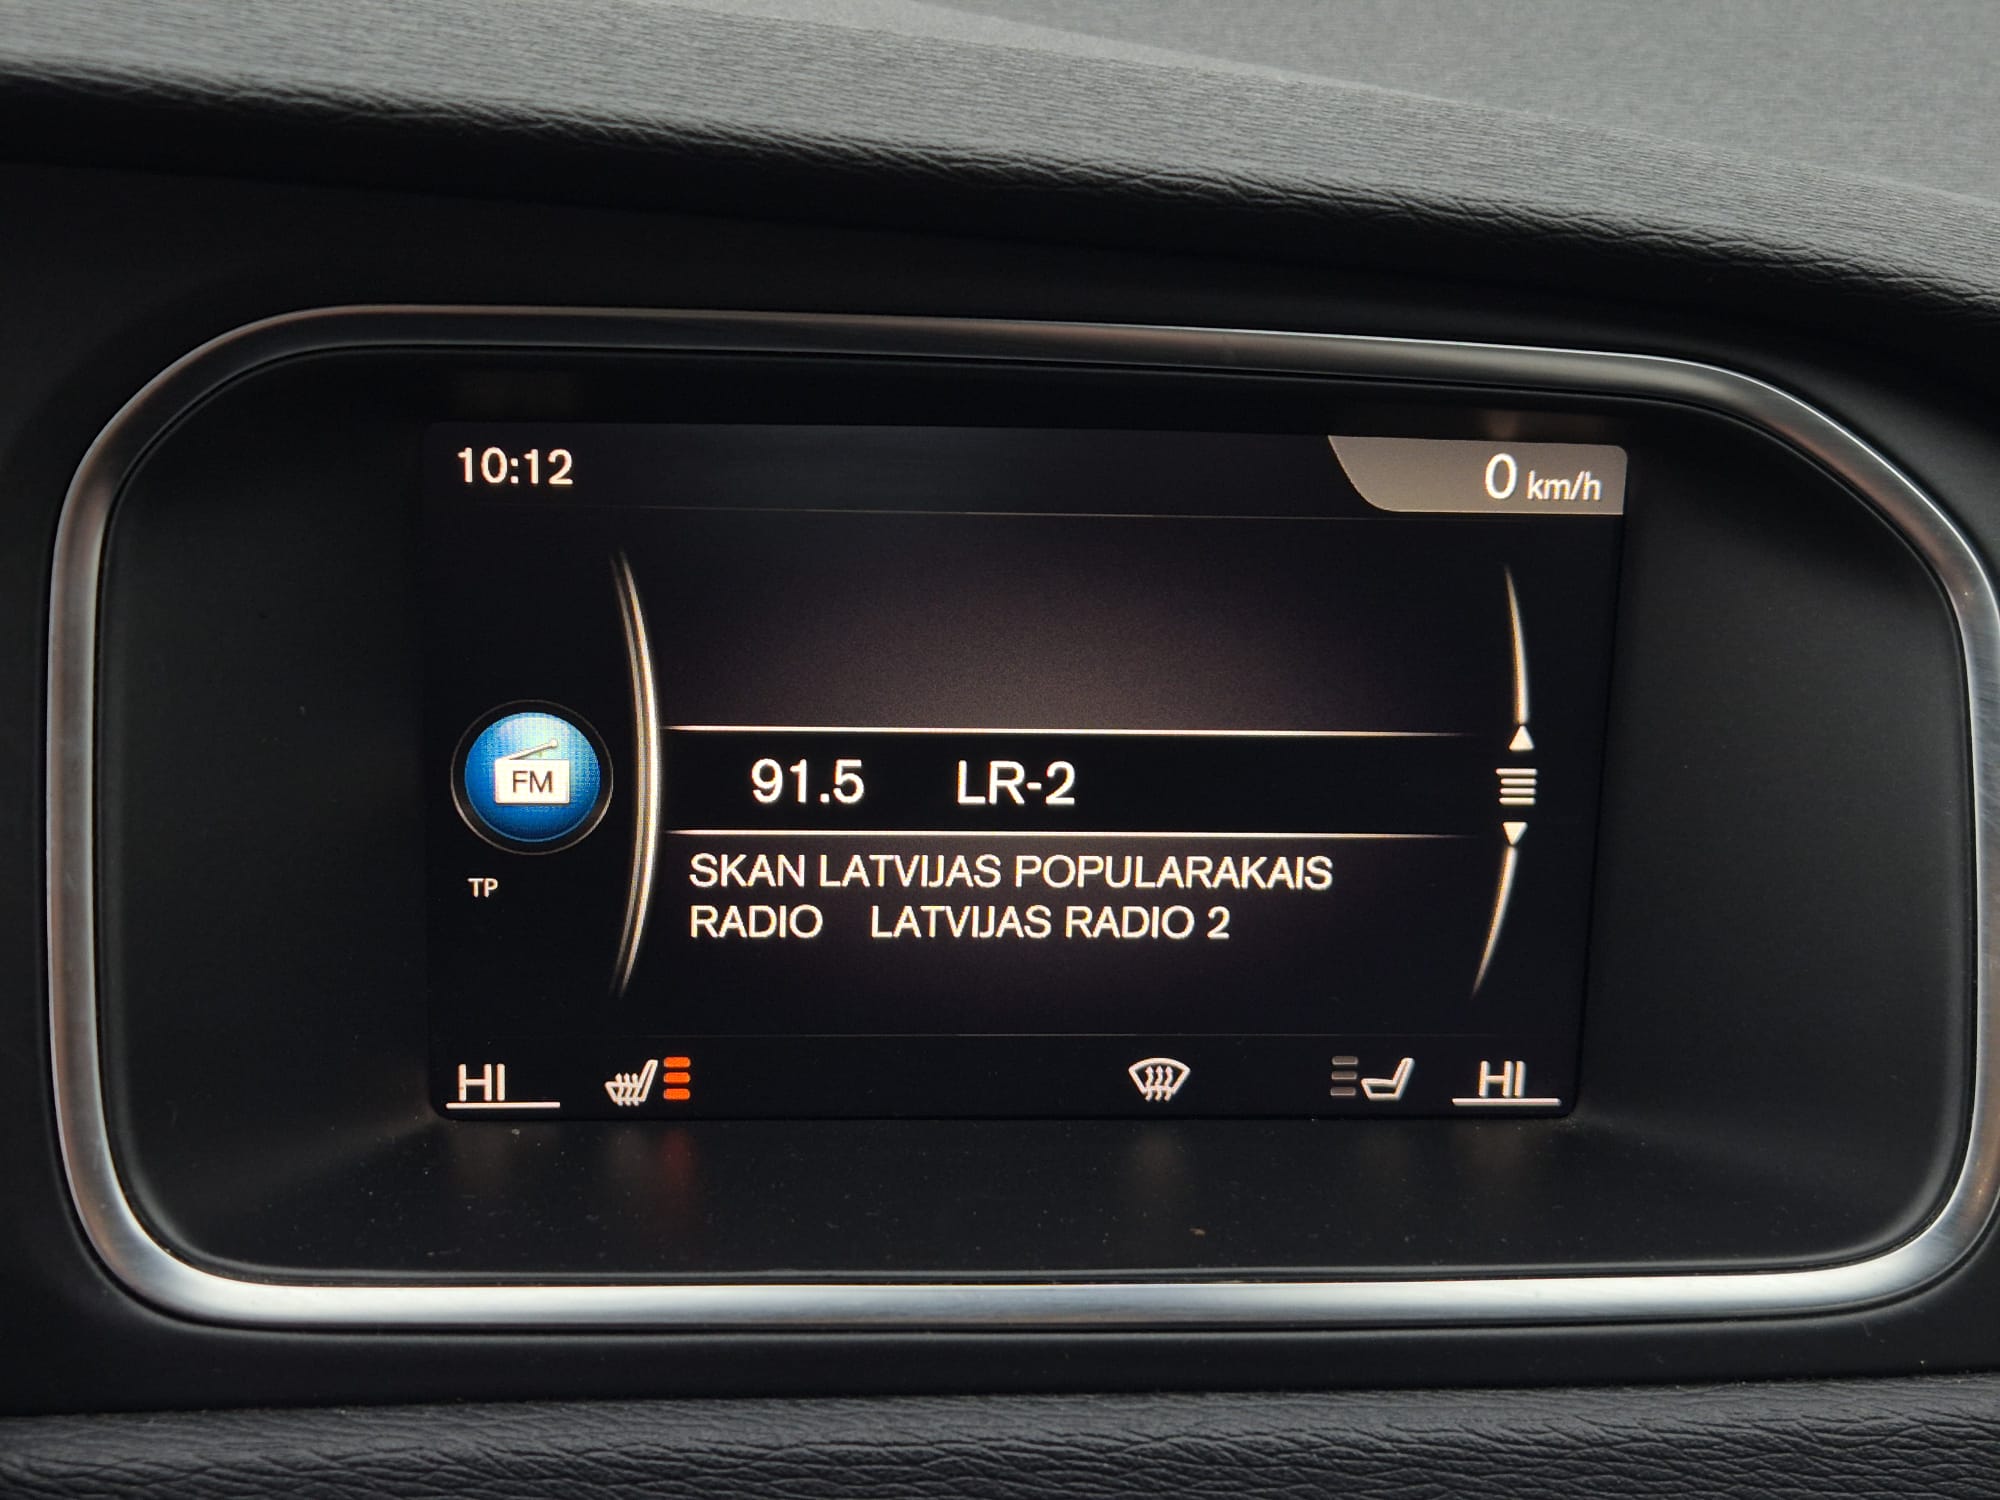 10:12
0 km/h
FM
91.5 LR-2
TP
SKAN LATVIJAS POPULARAKAIS
RADIO LATVIJAS RADIO 2
HI
HI